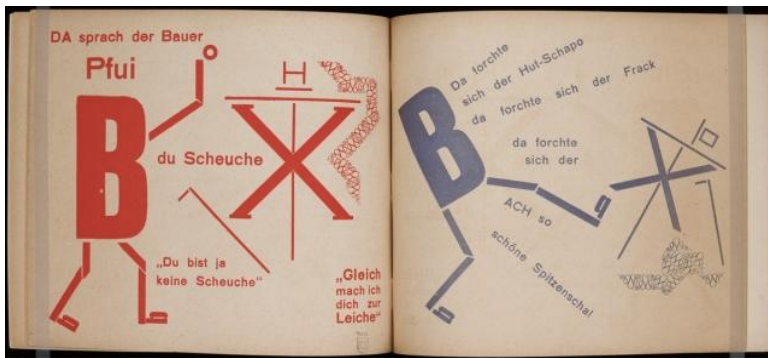 DA sprach der Bauer
Pfui
B
H
X
du Scheuche
„Du bist ja
keine Scheuche“
„Gleich
mach ich
dich zur
Leiche“
Da forchte
sich der Hut-Schapo
da forchte sich der Frack
B
X
da forchte
sich der
ACH so
schöne Spitzenschal